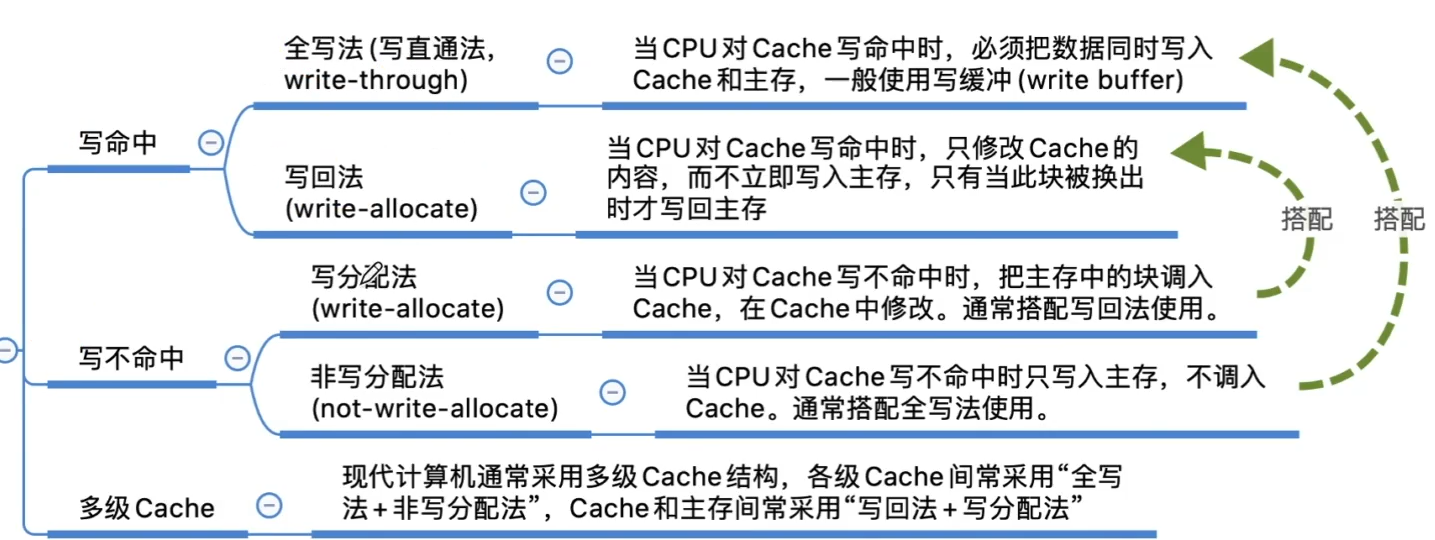 全写法(写直通法,
write-through)
当CPU对Cache写命中时，必须把数据同时写入
Cache和主存，一般使用写缓冲(write buffer)
写命中
写回法
(write-allocate)
当CPU对Cache写命中时，只修改Cache的
内容，而不立即写入主存，只有当此块被换出
时才写回主存
搭配
搭配
写分配法
(write-allocate)
当CPU对Cache写不命中时，把主存中的块调入
Cache，在Cache中修改。通常搭配写回法使用。
写不命中
非写分配法
(not-write-allocate)
当CPU对Cache写不命中时只写入主存，不调入
Cache。通常搭配全写法使用。
多级Cache
现代计算机通常采用多级Cache结构，各级Cache间常采用“全写
法+非写分配法”，Cache和主存间常采用“写回法+写分配法”